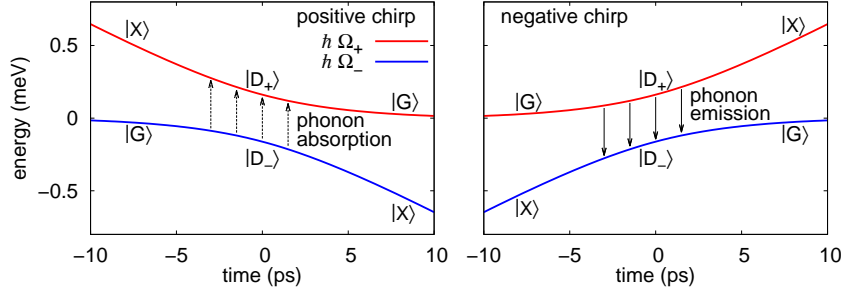 positive chirp
ħ Ω+
ħ Ω−
|X⟩
|D+⟩
|G⟩
phonon
absorption
|G⟩
|D−⟩
|X⟩
energy (meV)
0.5
0
−0.5
−10
−5
0
5
10
time (ps)
negative chirp
|X⟩
|D+⟩
|G⟩
phonon
emission
|D−⟩
|G⟩
|X⟩
−10
−5
0
5
10
time (ps)